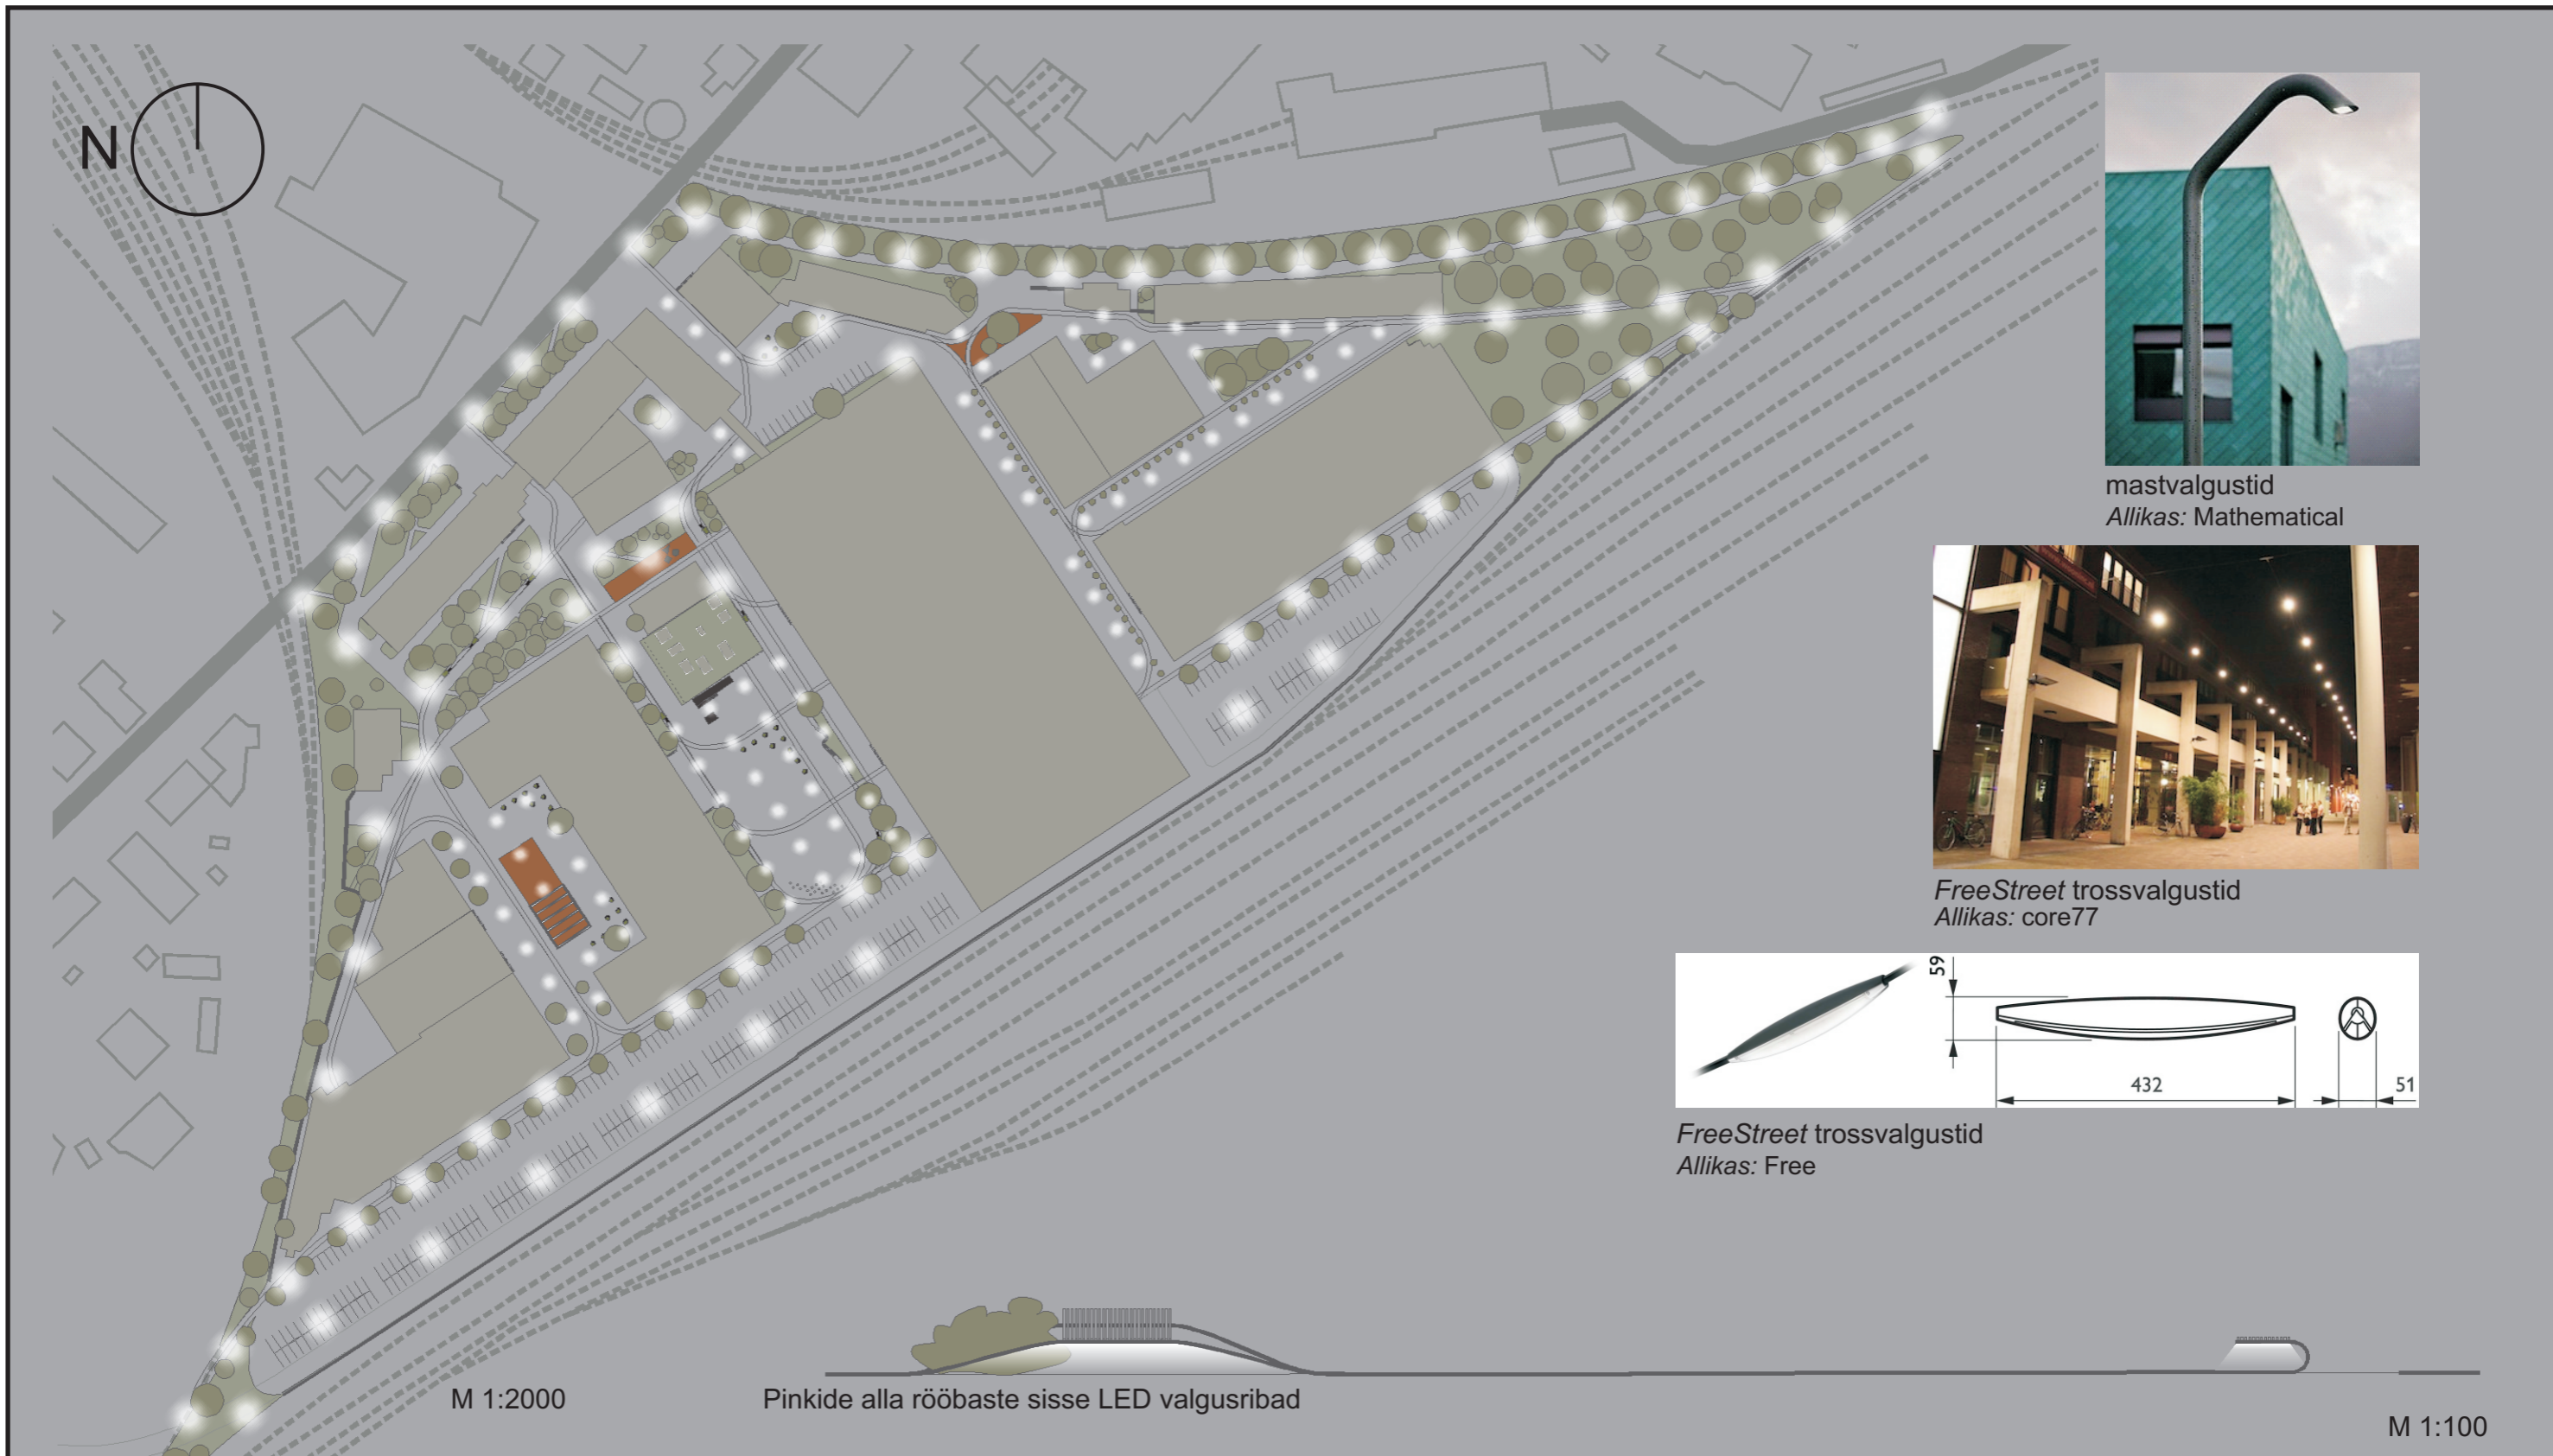 N
mastvalgustid
Allikas: Mathematical
FreeStreet trossvalgustid
Allikas: core77
59
432
51
FreeStreet trossvalgustid
Allikas: Free
M 1:2000
Pinkide alla rööbaste sisse LED valgusribad
M 1:100